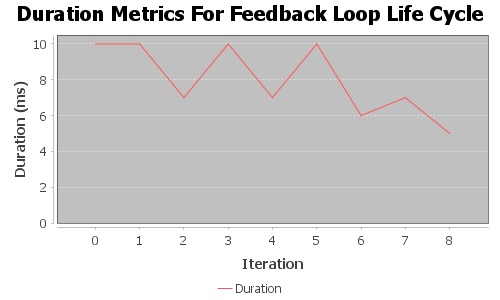 Duration Metrics For Feedback Loop Life Cycle
Duration (ms)
10
8
6
4
2
0
0 1 2 3 4 5 6 7 8
Iteration
Duration